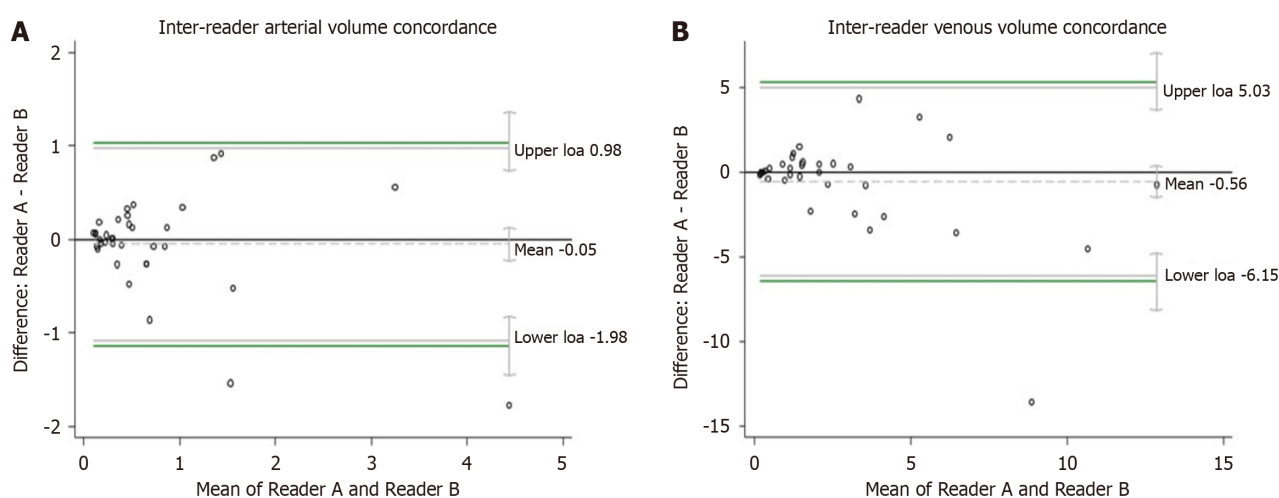 A
Inter-reader arterial volume concordance
Difference: Reader A - Reader B
2
1
0
-1
-2
Upper loa 0.98
Mean -0.05
Lower loa -1.98
0 1 2 3 4 5
Mean of Reader A and Reader B
B
Inter-reader venous volume concordance
Difference: Reader A - Reader B
5
0
-5
-10
-15
Upper loa 5.03
Mean -0.56
Lower loa -6.15
0 5 10 15
Mean of Reader A and Reader B